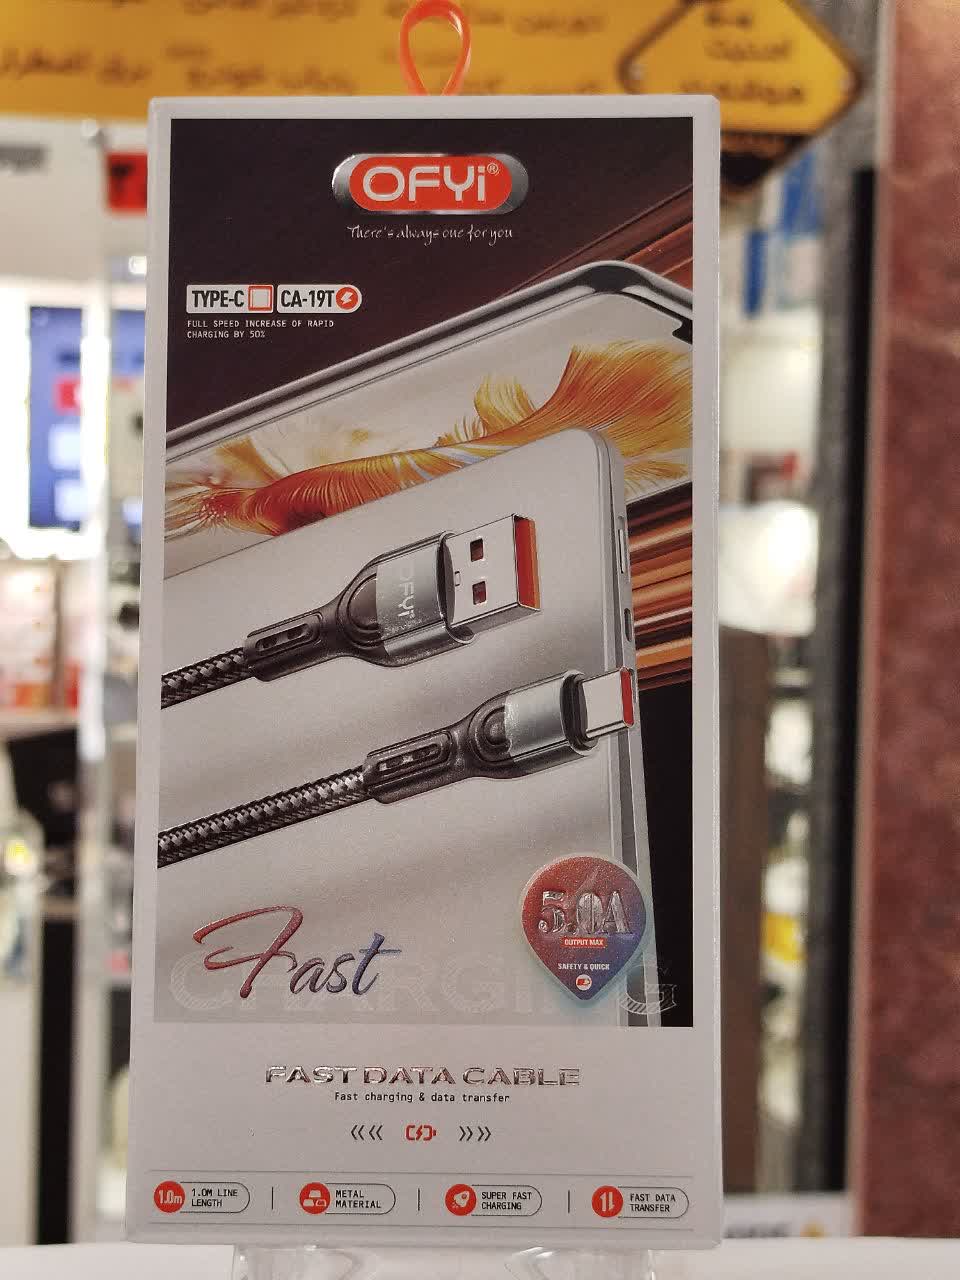 OFYi®
There's always one for you
TYPE-C CA-19T
FULL SPEED INCREASE OF RAPID
CHARGING BY 50%
OFYi
5.0A
OUTPUT MAX
SAFETY & QUICK
Fast
CHARGING
FAST DATA CABLE
Fast charging & data transfer
1.0m 1.0M LINE LENGTH
METAL MATERIAL
SUPER FAST CHARGING
FAST DATA TRANSFER